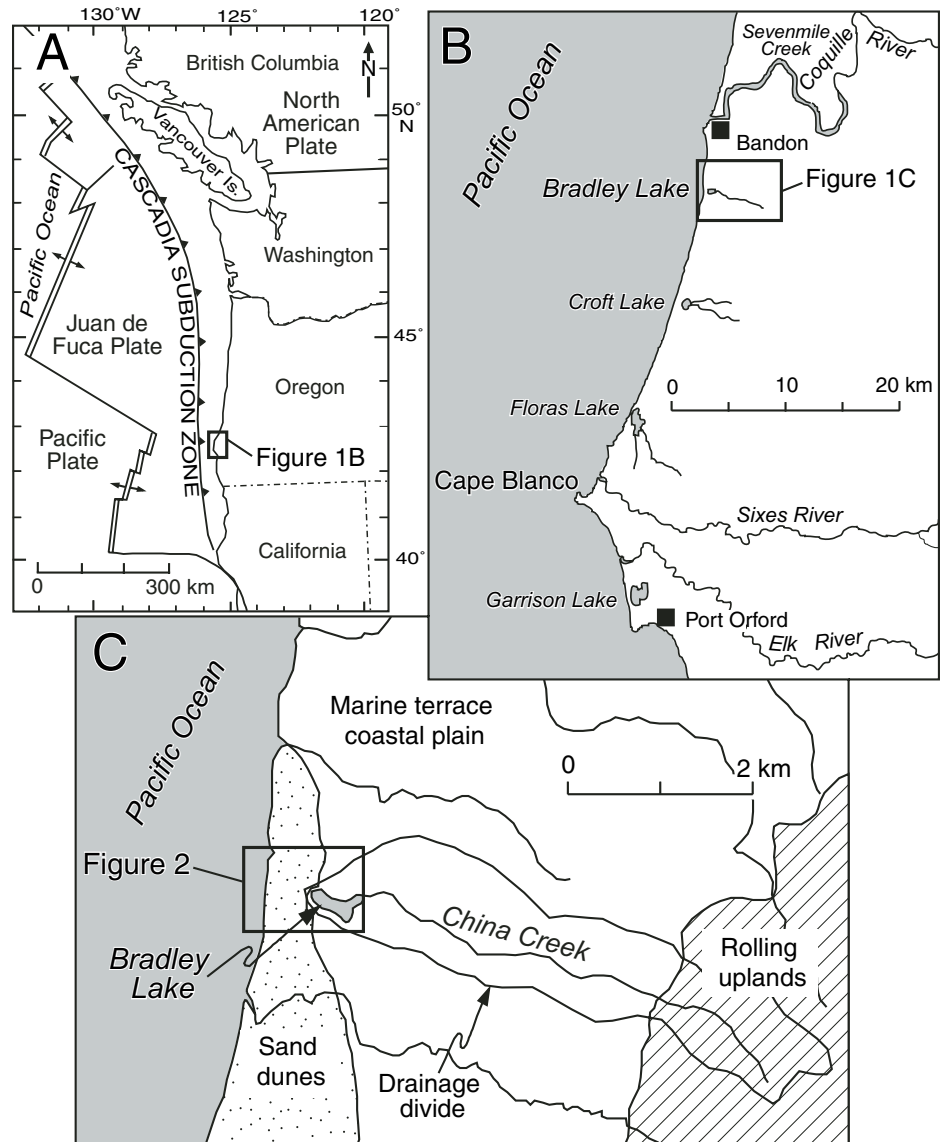 130°W
125°
120°
A
N
British Columbia
50°
N
North
American
Plate
Vancouver Is.
CASCADIA SUBDUCTION ZONE
Pacific Ocean
Washington
Juan de
Fuca Plate
45°
Oregon
Pacific
Plate
Figure 1B
California
40°
0
300 km
B
Pacific Ocean
Sevenmile
Creek
Coquille
River
Bandon
Bradley Lake
Figure 1C
Croft Lake
0
10
20 km
Floras Lake
Cape Blanco
Sixes River
Garrison Lake
Port Orford
Elk River
C
Pacific Ocean
Marine terrace
coastal plain
0
2 km
Figure 2
China Creek
Bradley
Lake
Rolling
uplands
Sand
dunes
Drainage
divide